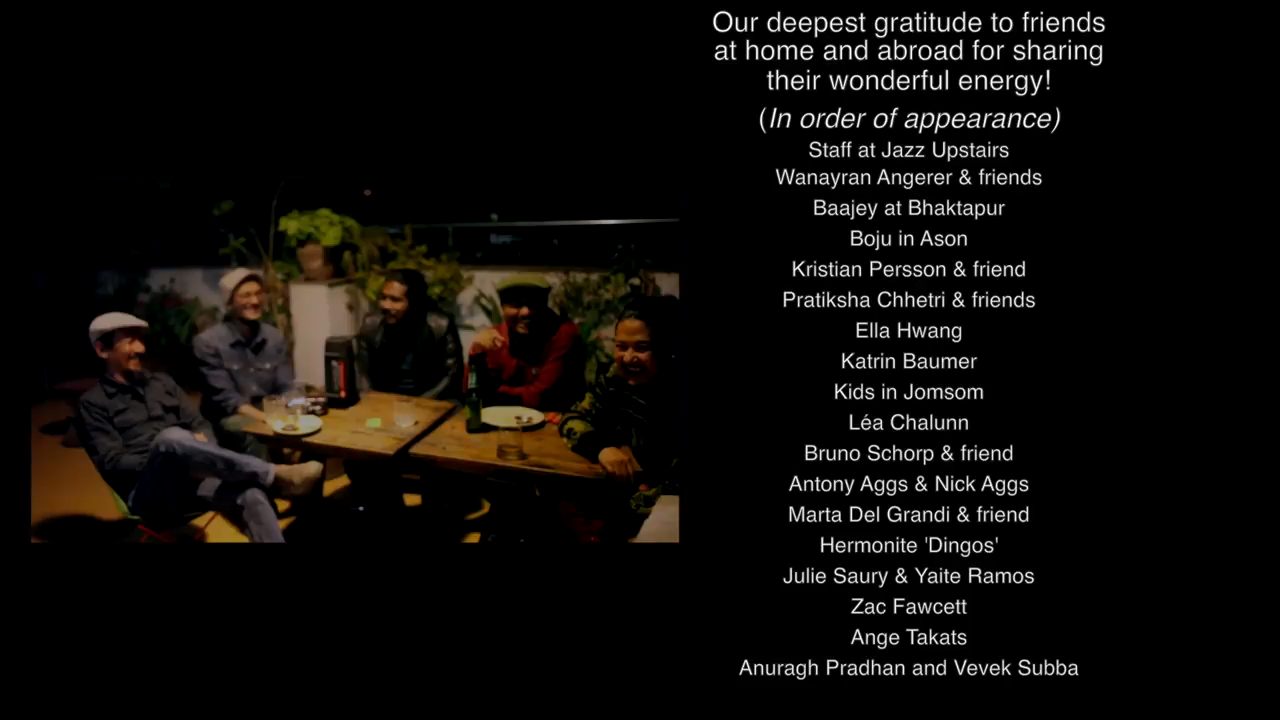 Our deepest gratitude to friends
at home and abroad for sharing
their wonderful energy!
(In order of appearance)
Staff at Jazz Upstairs
Wanayran Angerer & friends
Baajey at Bhaktapur
Boju in Ason
Kristian Persson & friend
Pratiksha Chhetri & friends
Ella Hwang
Katrin Baumer
Kids in Jomsom
Léa Chalunn
Bruno Schorp & friend
Antony Aggs & Nick Aggs
Marta Del Grandi & friend
Hermonite 'Dingos'
Julie Saury & Yaite Ramos
Zac Fawcett
Ange Takats
Anuragh Pradhan and Vevek Subba